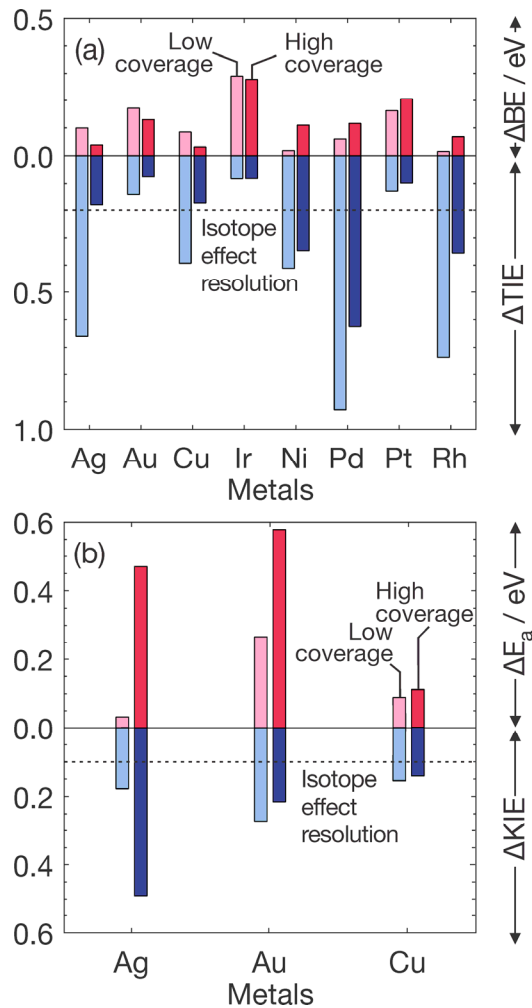 (a)
Low
coverage
High
coverage
0.5
0.0
0.5
1.0
Isotope
effect
resolution
ΔBE / eV
ΔTIE
Ag Au Cu Ir Ni Pd Pt Rh
Metals
(b)
0.6
0.4
0.2
0.0
0.2
0.4
0.6
High
coverage
Low
coverage
Isotope
effect
resolution
ΔEₐ / eV
ΔKIE
Ag Au Cu
Metals